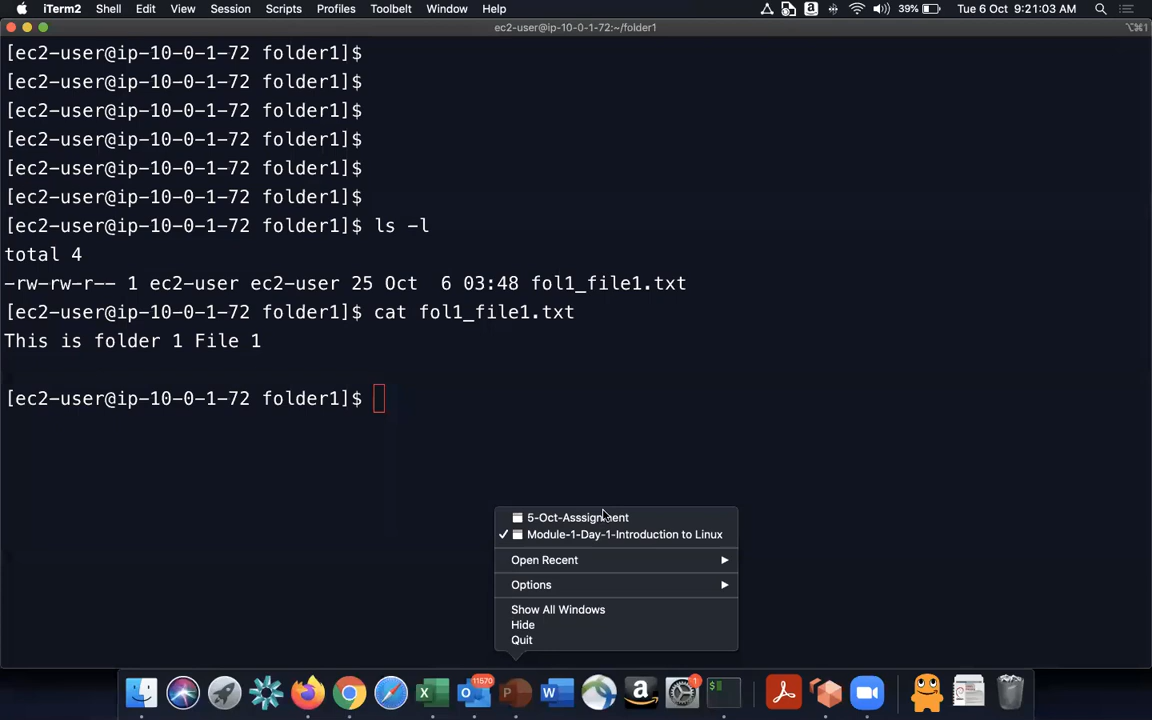 iTerm2 Shell Edit View Session Scripts Profiles Toolbelt Window Help 39% Tue 6 Oct 9:21:03 AM
ec2-user@ip-10-0-1-72:~/folder1 ⌥⌘1
[ec2-user@ip-10-0-1-72 folder1]$
[ec2-user@ip-10-0-1-72 folder1]$
[ec2-user@ip-10-0-1-72 folder1]$
[ec2-user@ip-10-0-1-72 folder1]$
[ec2-user@ip-10-0-1-72 folder1]$
[ec2-user@ip-10-0-1-72 folder1]$
[ec2-user@ip-10-0-1-72 folder1]$ ls -l
total 4
-rw-rw-r-- 1 ec2-user ec2-user 25 Oct  6 03:48 fol1_file1.txt
[ec2-user@ip-10-0-1-72 folder1]$ cat fol1_file1.txt
This is folder 1 File 1
[ec2-user@ip-10-0-1-72 folder1]$
5-Oct-Asssignment
✓ Module-1-Day-1-Introduction to Linux
Open Recent
Options
Show All Windows
Hide
Quit
11570
1